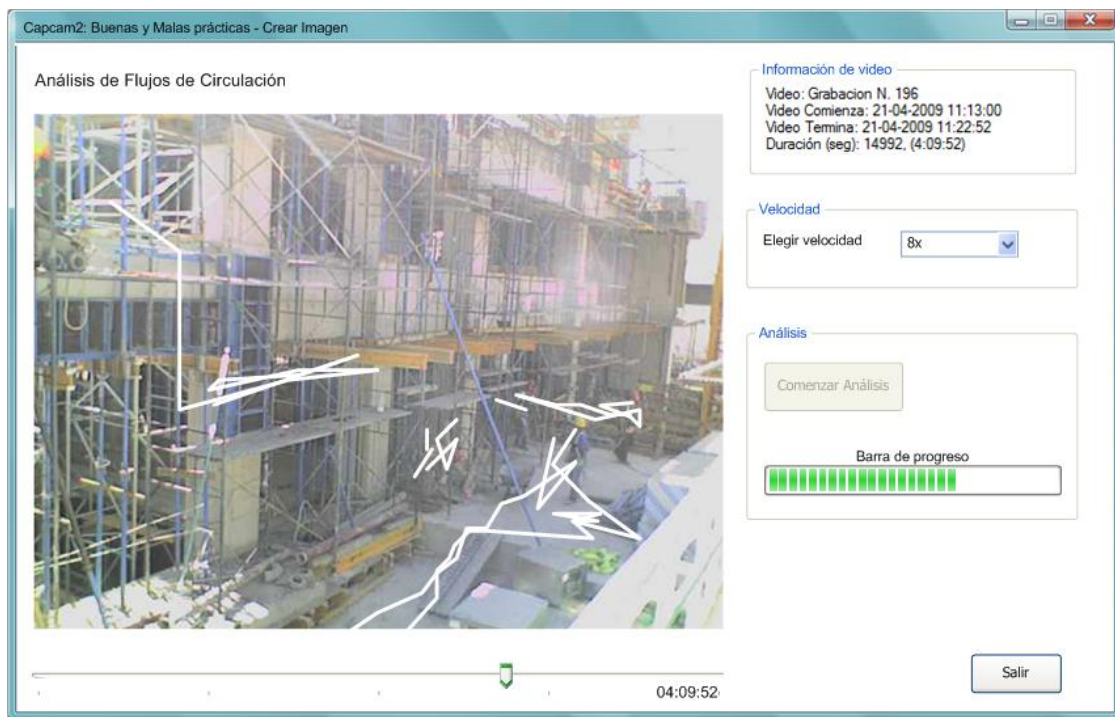 Capcam2: Buenas y Malas prácticas - Crear Imagen
Análisis de Flujos de Circulación
Información de video
Video: Grabacion N. 196
Video Comienza: 21-04-2009 11:13:00
Video Termina: 21-04-2009 11:22:52
Duración (seg): 14992, (4:09:52)
Velocidad
Elegir velocidad 8x
Análisis
Comenzar Análisis
Barra de progreso
04:09:52
Salir